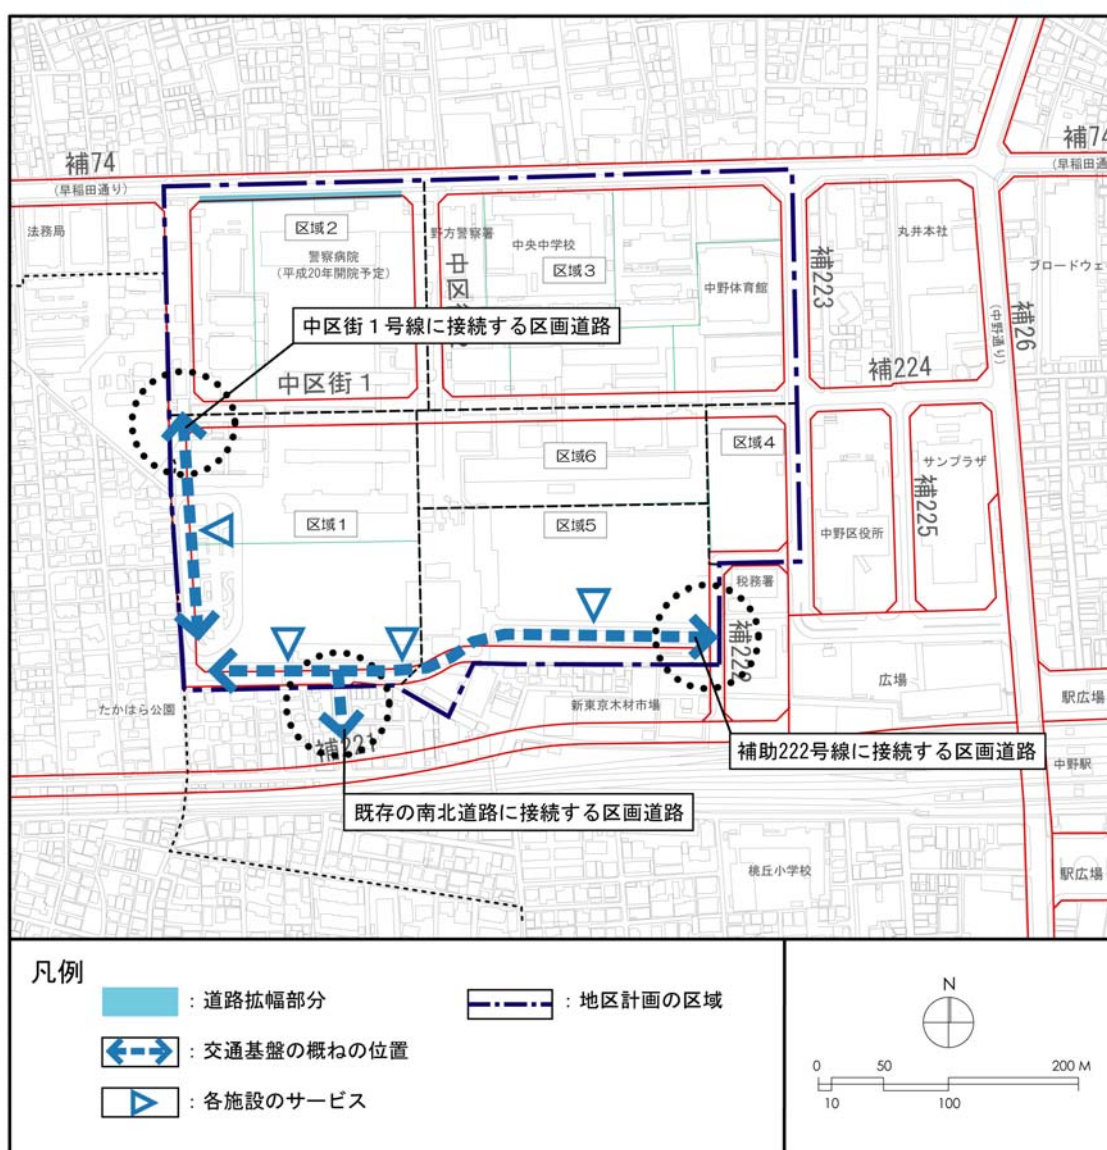 補74
(早稲田通り)
補74
(早稲田通
法務局
区域2
警察病院
(平成20年開院予定)
野方警察署
中央中学校
区域3
中野体育館
補223
丸井本社
ブロードウェ
(中野通り)
補26
中区街1号線に接続する区画道路
中区街1
補224
区域4
区域6
区域1
区域5
サンプラザ
補225
中野区役所
税務署
補222
広場
駅広場
たかはら公園
新東京木材市場
補221
補助222号線に接続する区画道路
中野駅
既存の南北道路に接続する区画道路
桃丘小学校
駅広場
凡例
：道路拡幅部分
：地区計画の区域
：交通基盤の概ねの位置
：各施設のサービス
N
0 50 200 M
10 100